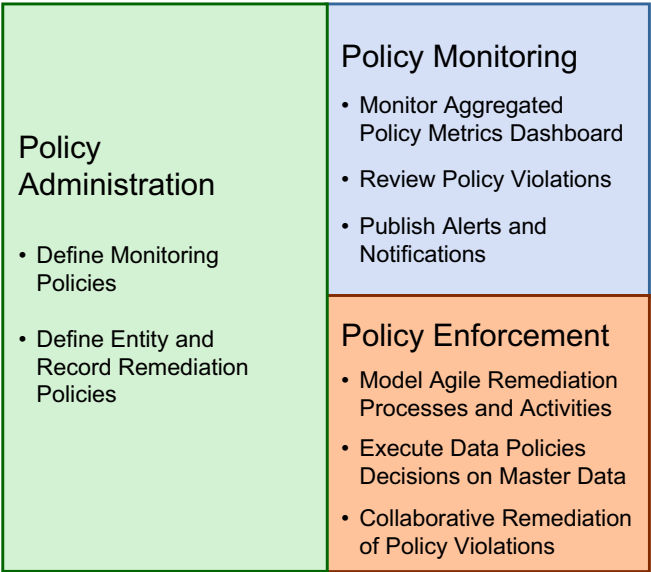 Policy
Administration
• Define Monitoring
Policies
• Define Entity and
Record Remediation
Policies
Policy Monitoring
• Monitor Aggregated
Policy Metrics Dashboard
• Review Policy Violations
• Publish Alerts and
Notifications
Policy Enforcement
• Model Agile Remediation
Processes and Activities
• Execute Data Policies
Decisions on Master Data
• Collaborative Remediation
of Policy Violations